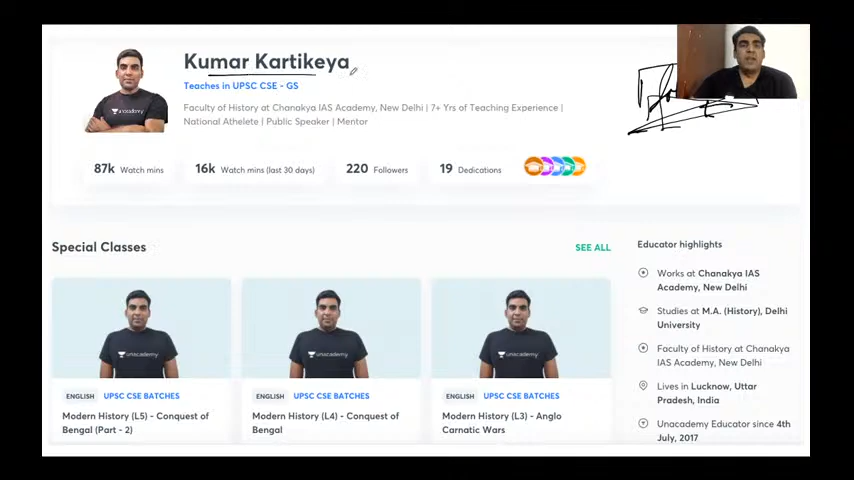 Kumar Kartikeya
Teaches in UPSC CSE - GS
Faculty of History at Chanakya IAS Academy, New Delhi | 7+ Yrs of Teaching Experience |
National Athelete | Public Speaker | Mentor
unacademy
87k Watch mins
16k Watch mins (last 30 days)
220 Followers
19 Dedications
Special Classes
SEE ALL
unacademy
ENGLISH UPSC CSE BATCHES
Modern History (L5) - Conquest of
Bengal (Part - 2)
unacademy
ENGLISH UPSC CSE BATCHES
Modern History (L4) - Conquest of
Bengal
unacademy
ENGLISH UPSC CSE BATCHES
Modern History (L3) - Anglo
Carnatic Wars
Educator highlights
Works at Chanakya IAS
Academy, New Delhi
Studies at M.A. (History), Delhi
University
Faculty of History at Chanakya
IAS Academy, New Delhi
Lives in Lucknow, Uttar
Pradesh, India
Unacademy Educator since 4th
July, 2017